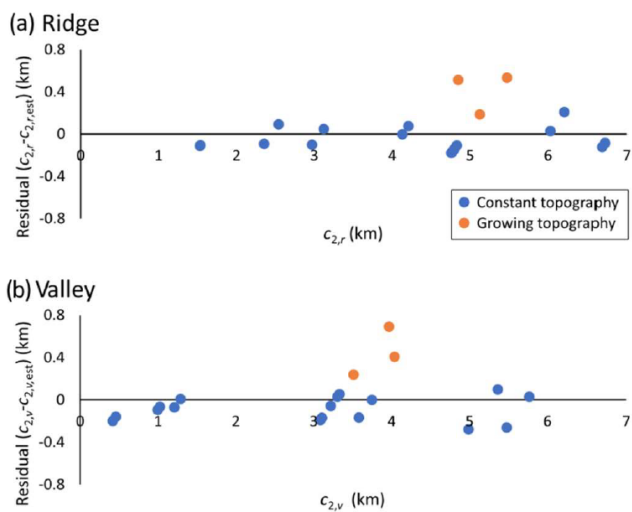 (a) Ridge
0.8
0.4
0
-0.4
-0.8
Residual (c2,r-c2,r,est) (km)
0 1 2 3 4 5 6 7
c2,r (km)
Constant topography
Growing topography
(b) Valley
0.8
0.4
0
-0.4
-0.8
Residual (c2,v-c2,v,est) (km)
0 1 2 3 4 5 6 7
c2,v (km)